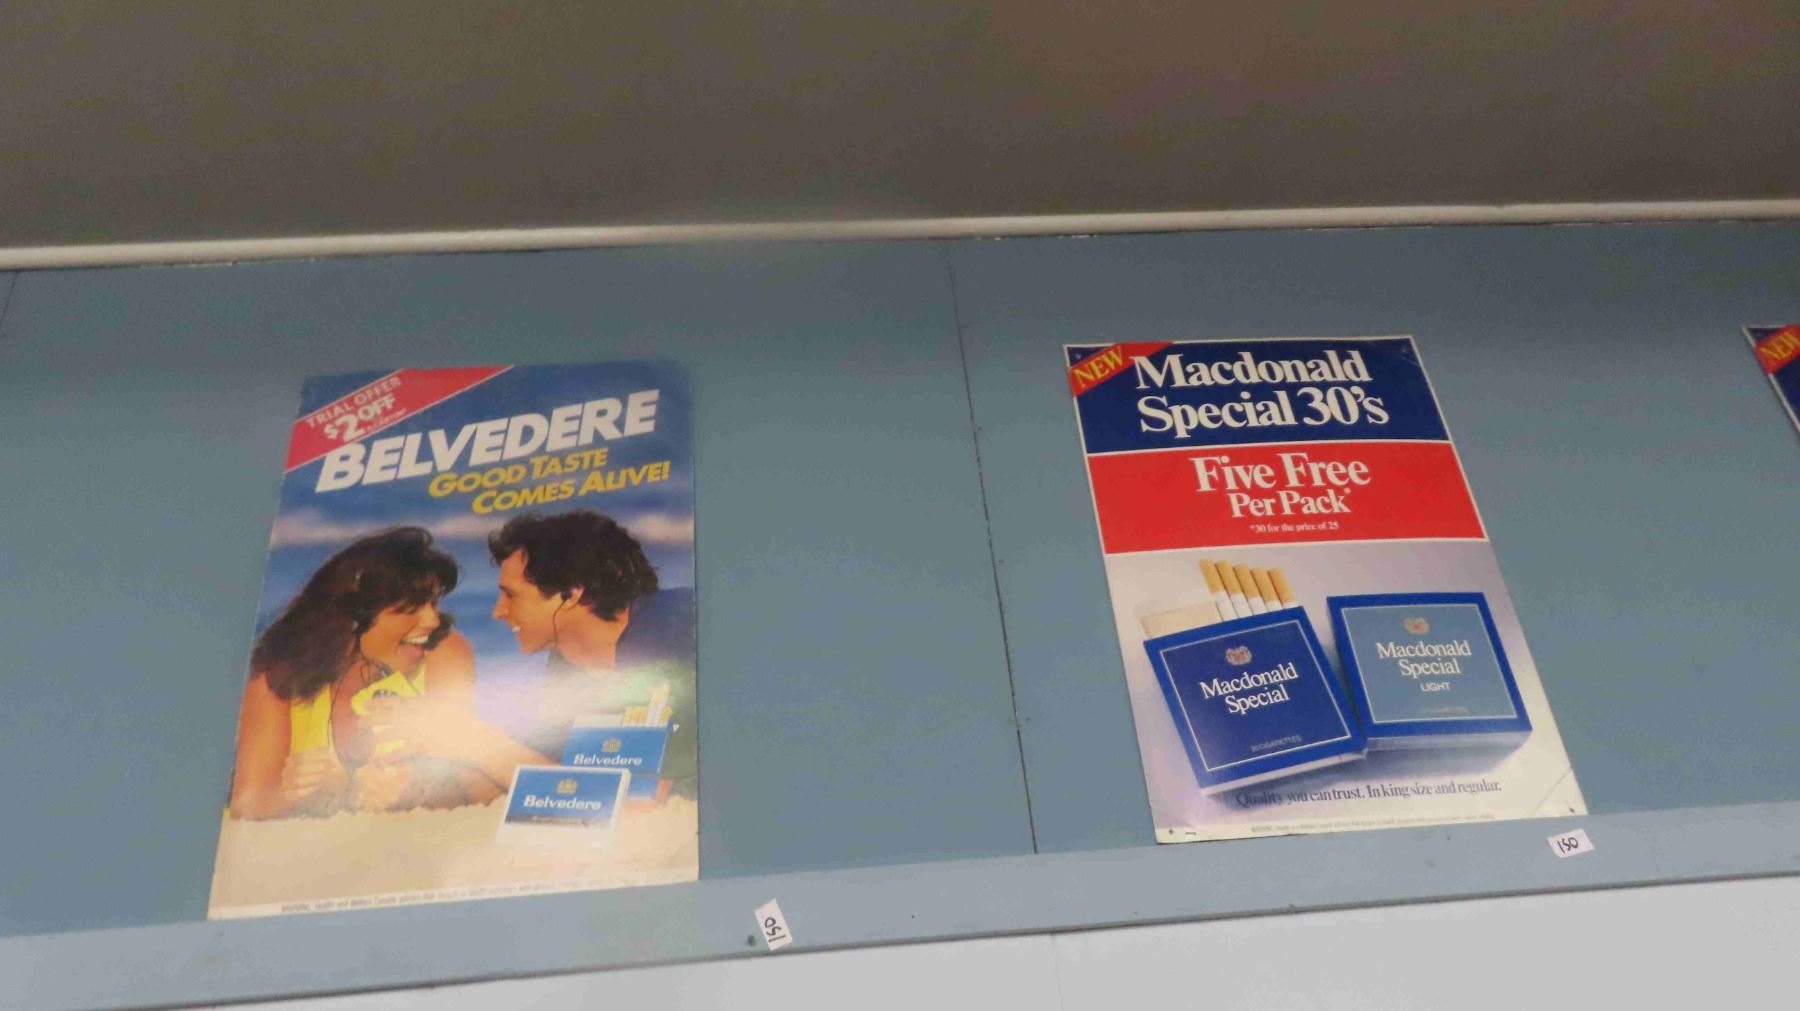 TRIAL OFFER
$2 OFF
BELVEDERE
GOOD TASTE
COMES ALIVE!
Belvedere
Belvedere
150
NEW
Macdonald
Special 30's
Five Free
Per Pack*
*30 for the price of 25
Macdonald
Special
30 CIGARETTES
Macdonald
Special
LIGHT
Quality you can trust. In king size and regular.
150
NEW